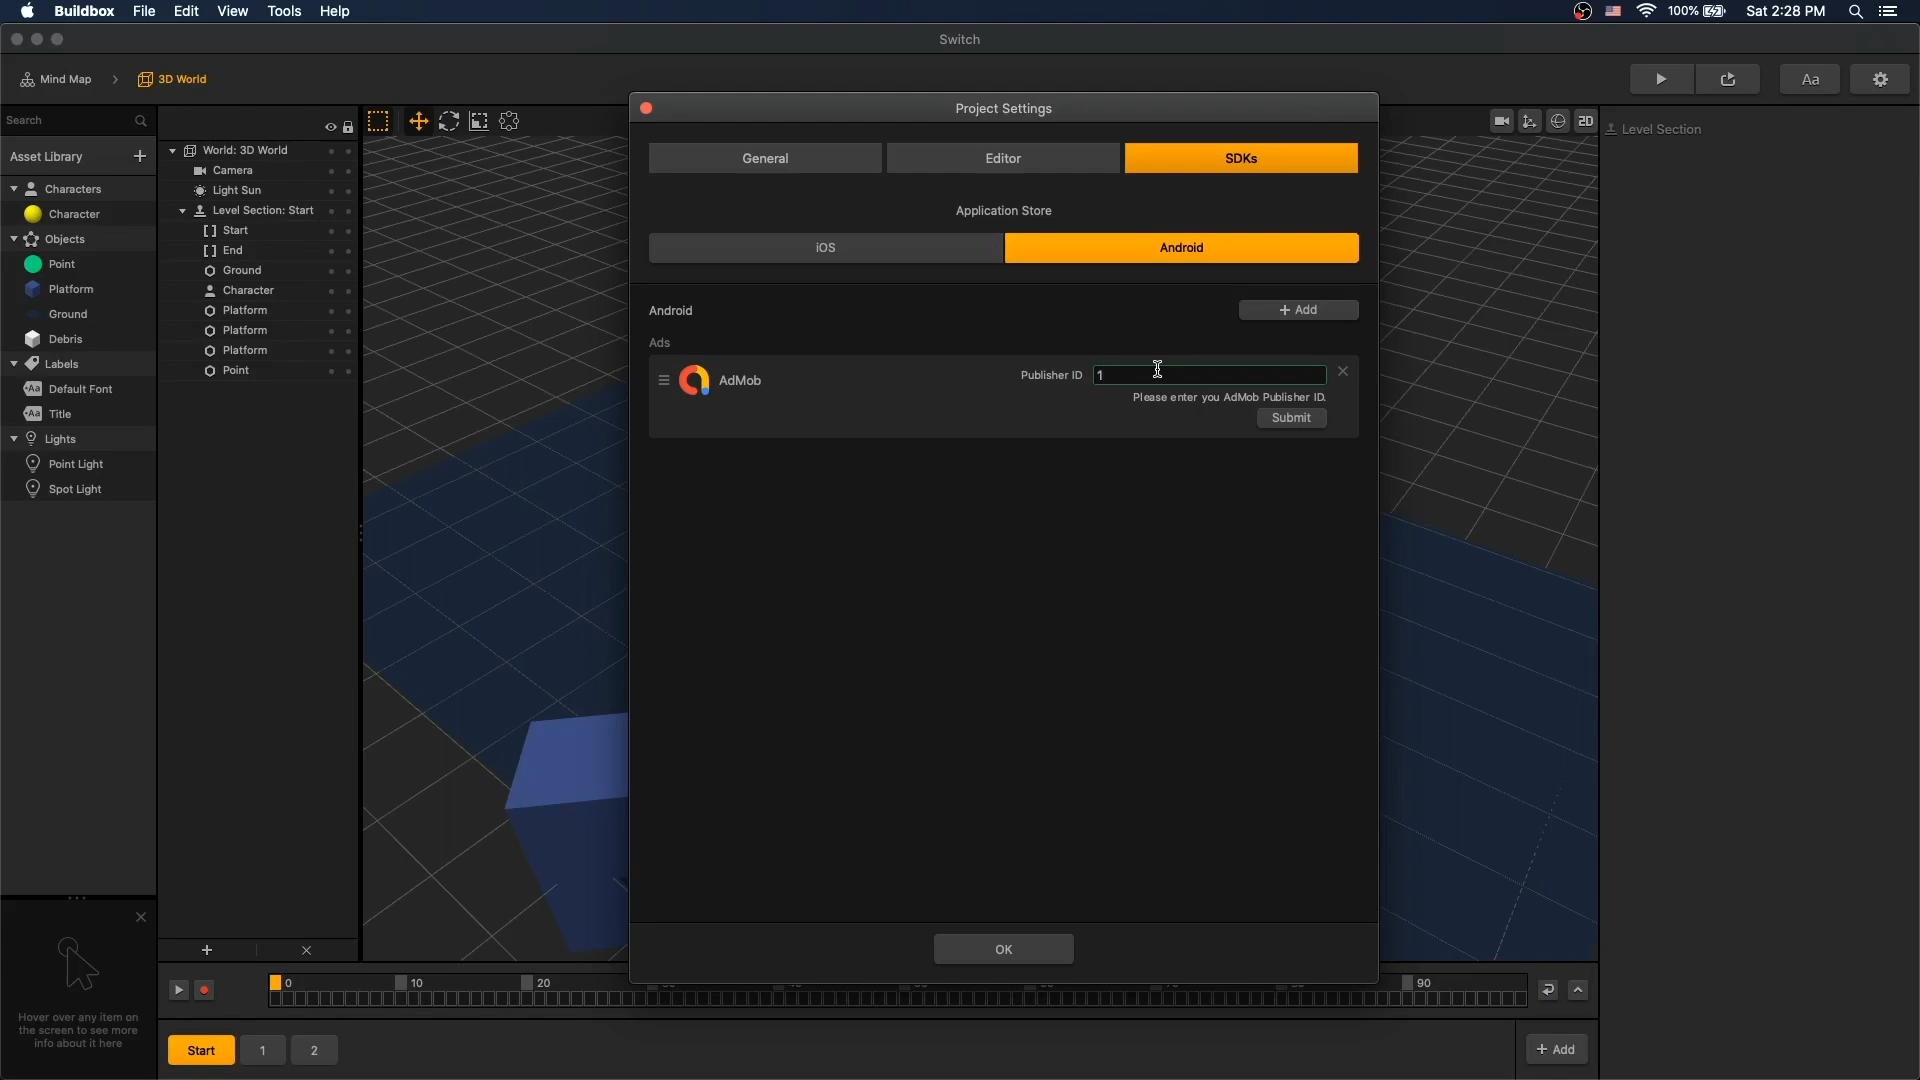 Buildbox File Edit View Tools Help
100% Sat 2:28 PM
Switch
Mind Map 3D World
Aa
Search
Asset Library
Characters
Character
Objects
Point
Platform
Ground
Debris
Labels
Aa Default Font
Aa Title
Lights
Point Light
Spot Light
World: 3D World
Camera
Light Sun
Level Section: Start
Start
End
Ground
Character
Platform
Platform
Platform
Point
2D
Level Section
Project Settings
General Editor SDKs
Application Store
iOS Android
Android
+ Add
Ads
AdMob
Publisher ID 1
Please enter you AdMob Publisher ID.
Submit
OK
Hover over any item on
the screen to see more
info about it here
0 10 20 90
Start 1 2
+ Add